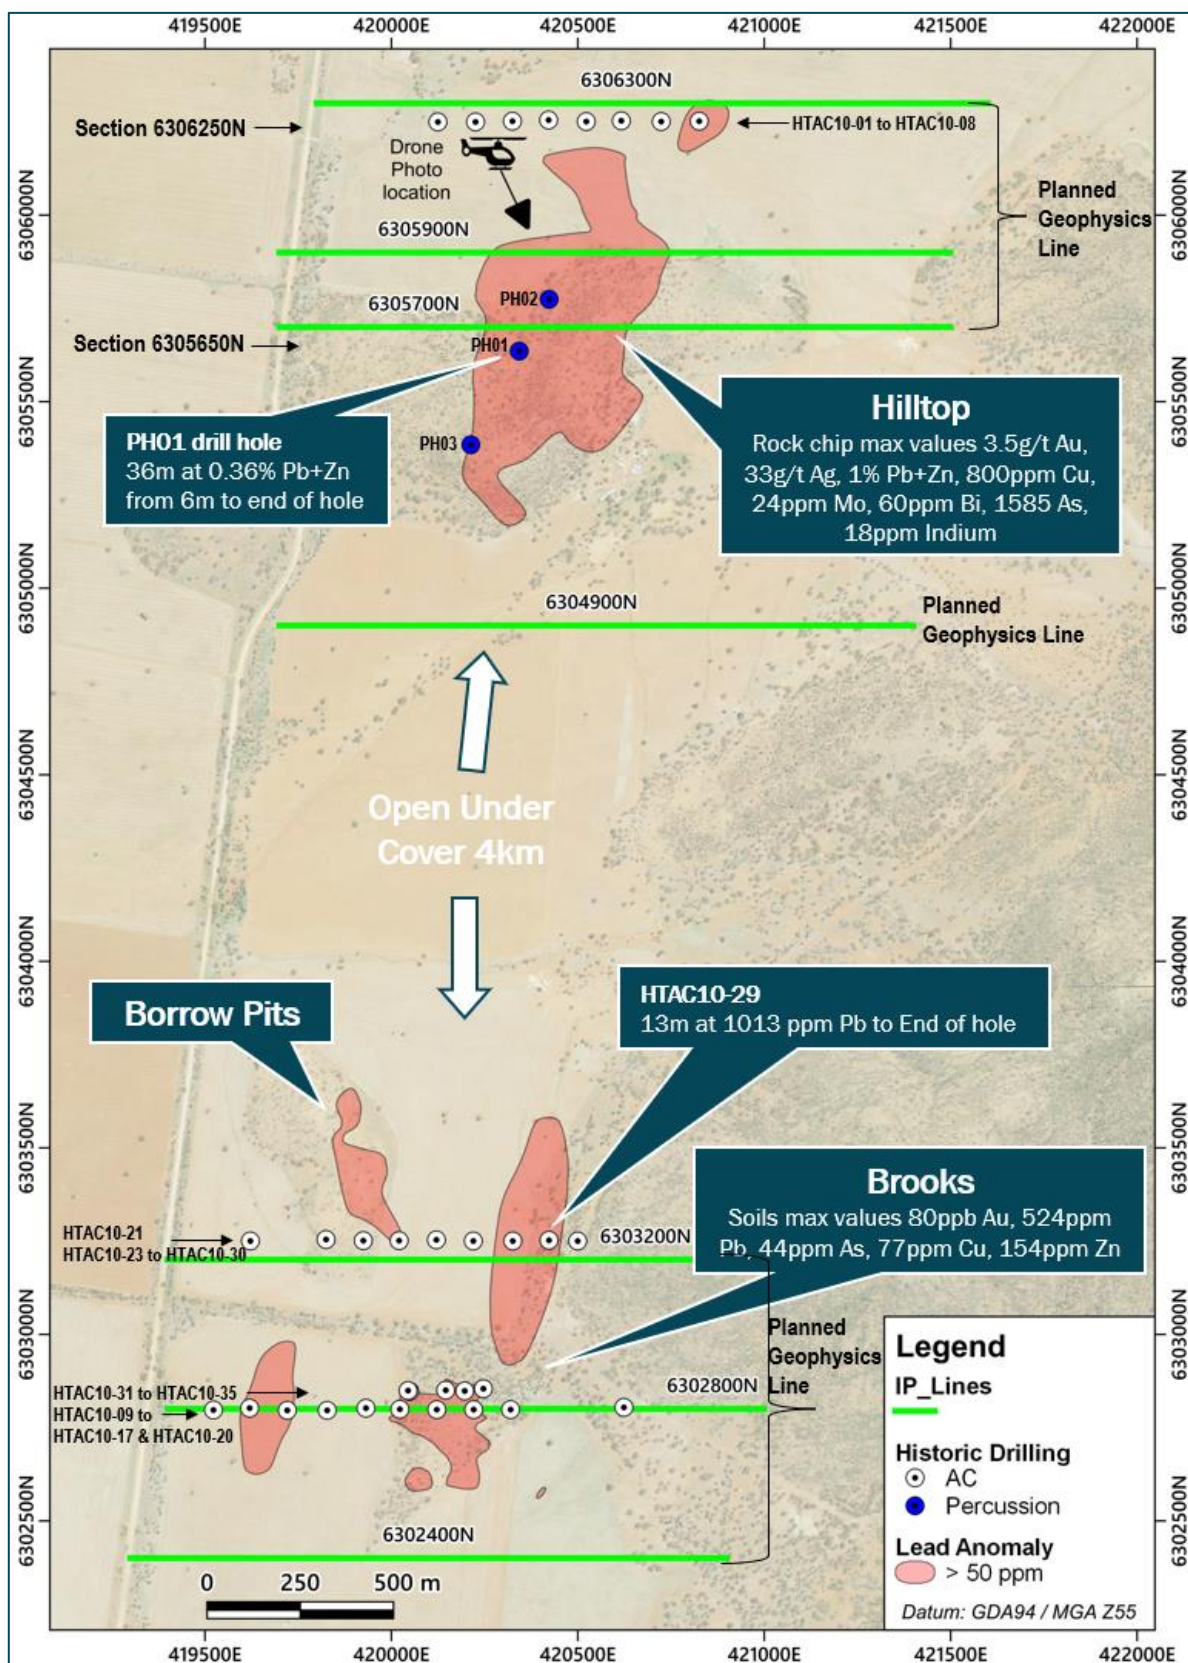 419500E 420000E 420500E 421000E 421500E 422000E
6306300N
Section 6306250N
HTAC10-01 to HTAC10-08
Drone
Photo
location
Planned
Geophysics
Line
6306000N
6306000N
6305900N
PH02
6305700N
Section 6305650N
PH01
6305500N
6305500N
PH01 drill hole
36m at 0.36% Pb+Zn
from 6m to end of hole
PH03
Hilltop
Rock chip max values 3.5g/t Au,
33g/t Ag, 1% Pb+Zn, 800ppm Cu,
24ppm Mo, 60ppm Bi, 1585 As,
18ppm Indium
6305000N
6305000N
6304900N
Planned
Geophysics Line
6304500N
6304500N
Open Under
Cover 4km
6304000N
6304000N
Borrow Pits
HTAC10-29
13m at 1013 ppm Pb to End of hole
6303500N
6303500N
Brooks
Soils max values 80ppb Au, 524ppm
Pb, 44ppm As, 77ppm Cu, 154ppm Zn
HTAC10-21
HTAC10-23 to HTAC10-30
6303200N
6303000N
6303000N
Planned
Geophysics
Line
HTAC10-31 to HTAC10-35
HTAC10-09 to
HTAC10-17 & HTAC10-20
6302800N
6302500N
6302500N
6302400N
0 250 500 m
Legend
IP_Lines
Historic Drilling
AC
Percussion
Lead Anomaly
> 50 ppm
Datum: GDA94 / MGA Z55
419500E 420000E 420500E 421000E 421500E 422000E